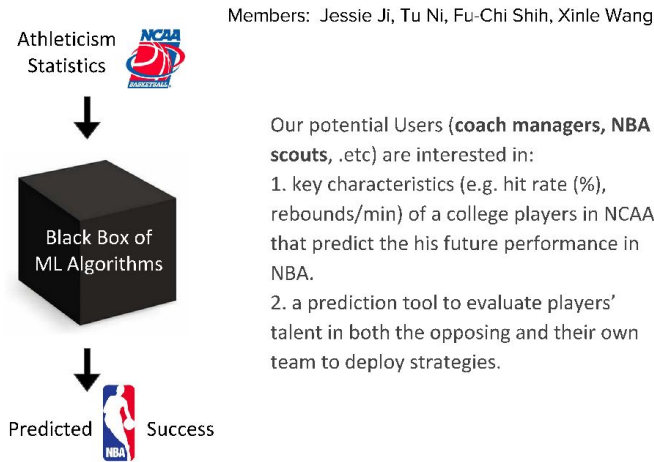 Members:  Jessie Ji, Tu Ni, Fu-Chi Shih, Xinle Wang
Athleticism
Statistics
NCAA
BASKETBALL
Our potential Users (coach managers, NBA
scouts, .etc) are interested in:
1. key characteristics (e.g. hit rate (%),
rebounds/min) of a college players in NCAA
that predict the his future performance in
NBA.
2. a prediction tool to evaluate players’
talent in both the opposing and their own
team to deploy strategies.
Black Box of
ML Algorithms
Predicted
NBA
Success